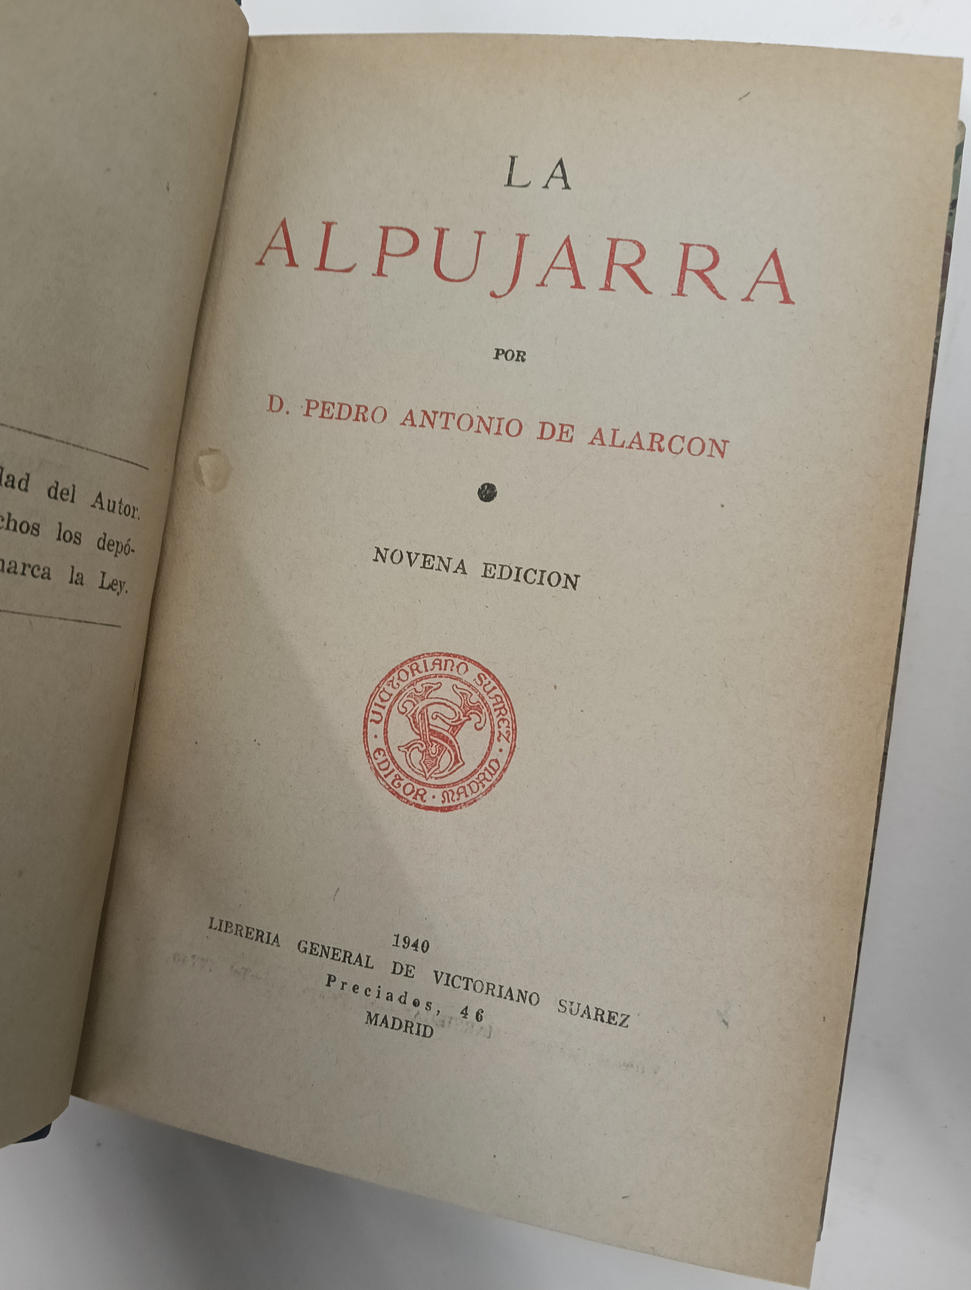 dad del Autor.
chos los depó-
marca la Ley.
LA
ALPUJARRA
POR
D. PEDRO ANTONIO DE ALARCON
NOVENA EDICION
VICTORIANO SUAREZ
EDITOR · MADRID
1940
LIBRERIA GENERAL DE VICTORIANO SUAREZ
Preciados, 46
MADRID